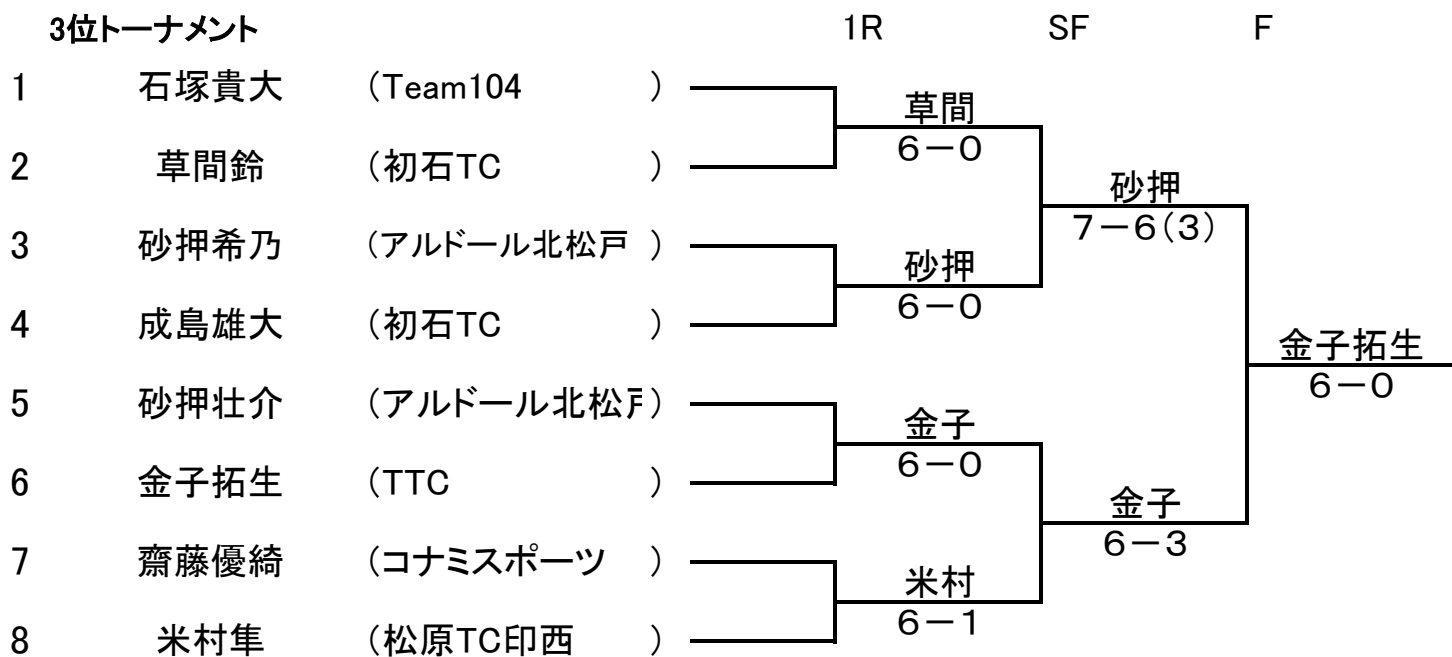 3位トーナメント 1R SF F
1 石塚貴大 (Team104 )
草間
6-0
2 草間鈴 (初石TC )
砂押
7-6(3)
3 砂押希乃 (アルドール北松戸 )
砂押
6-0
4 成島雄大 (初石TC )
金子拓生
6-0
5 砂押壮介 (アルドール北松戸)
金子
6-0
6 金子拓生 (TTC )
金子
6-3
7 齋藤優綺 (コナミスポーツ )
米村
6-1
8 米村隼 (松原TC印西 )